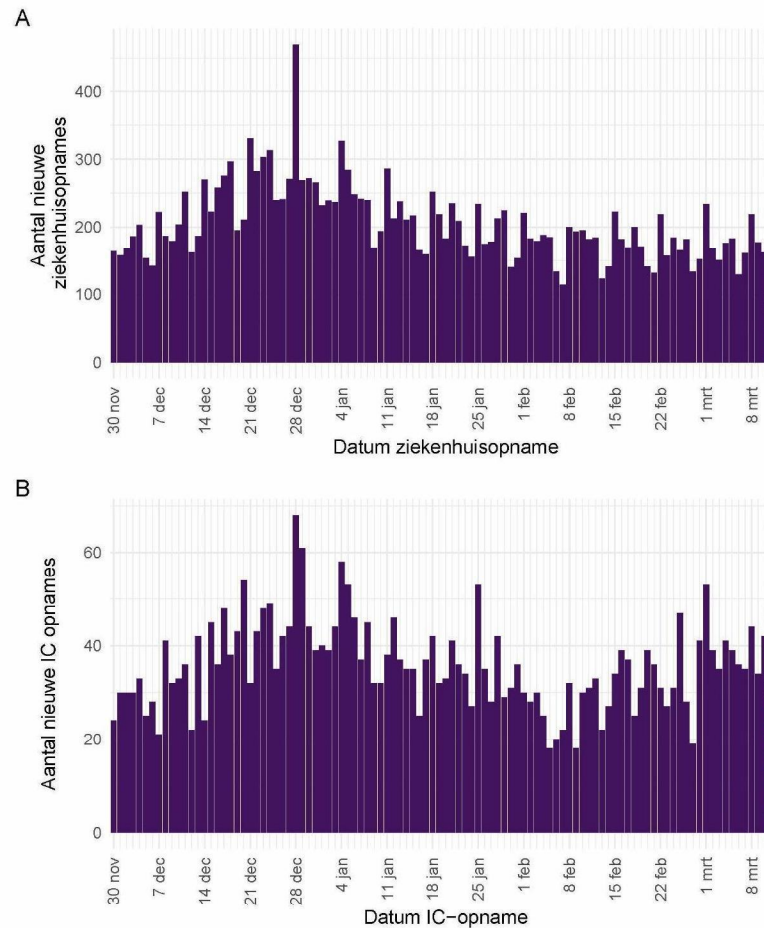 A
Aantal nieuwe
ziekenhuisopnames
400
300
200
100
0
30 nov
7 dec
14 dec
21 dec
28 dec
4 jan
11 jan
18 jan
25 jan
1 feb
8 feb
15 feb
22 feb
1 mrt
8 mrt
Datum ziekenhuisopname
B
Aantal nieuwe IC opnames
60
40
20
0
30 nov
7 dec
14 dec
21 dec
28 dec
4 jan
11 jan
18 jan
25 jan
1 feb
8 feb
15 feb
22 feb
1 mrt
8 mrt
Datum IC−opname